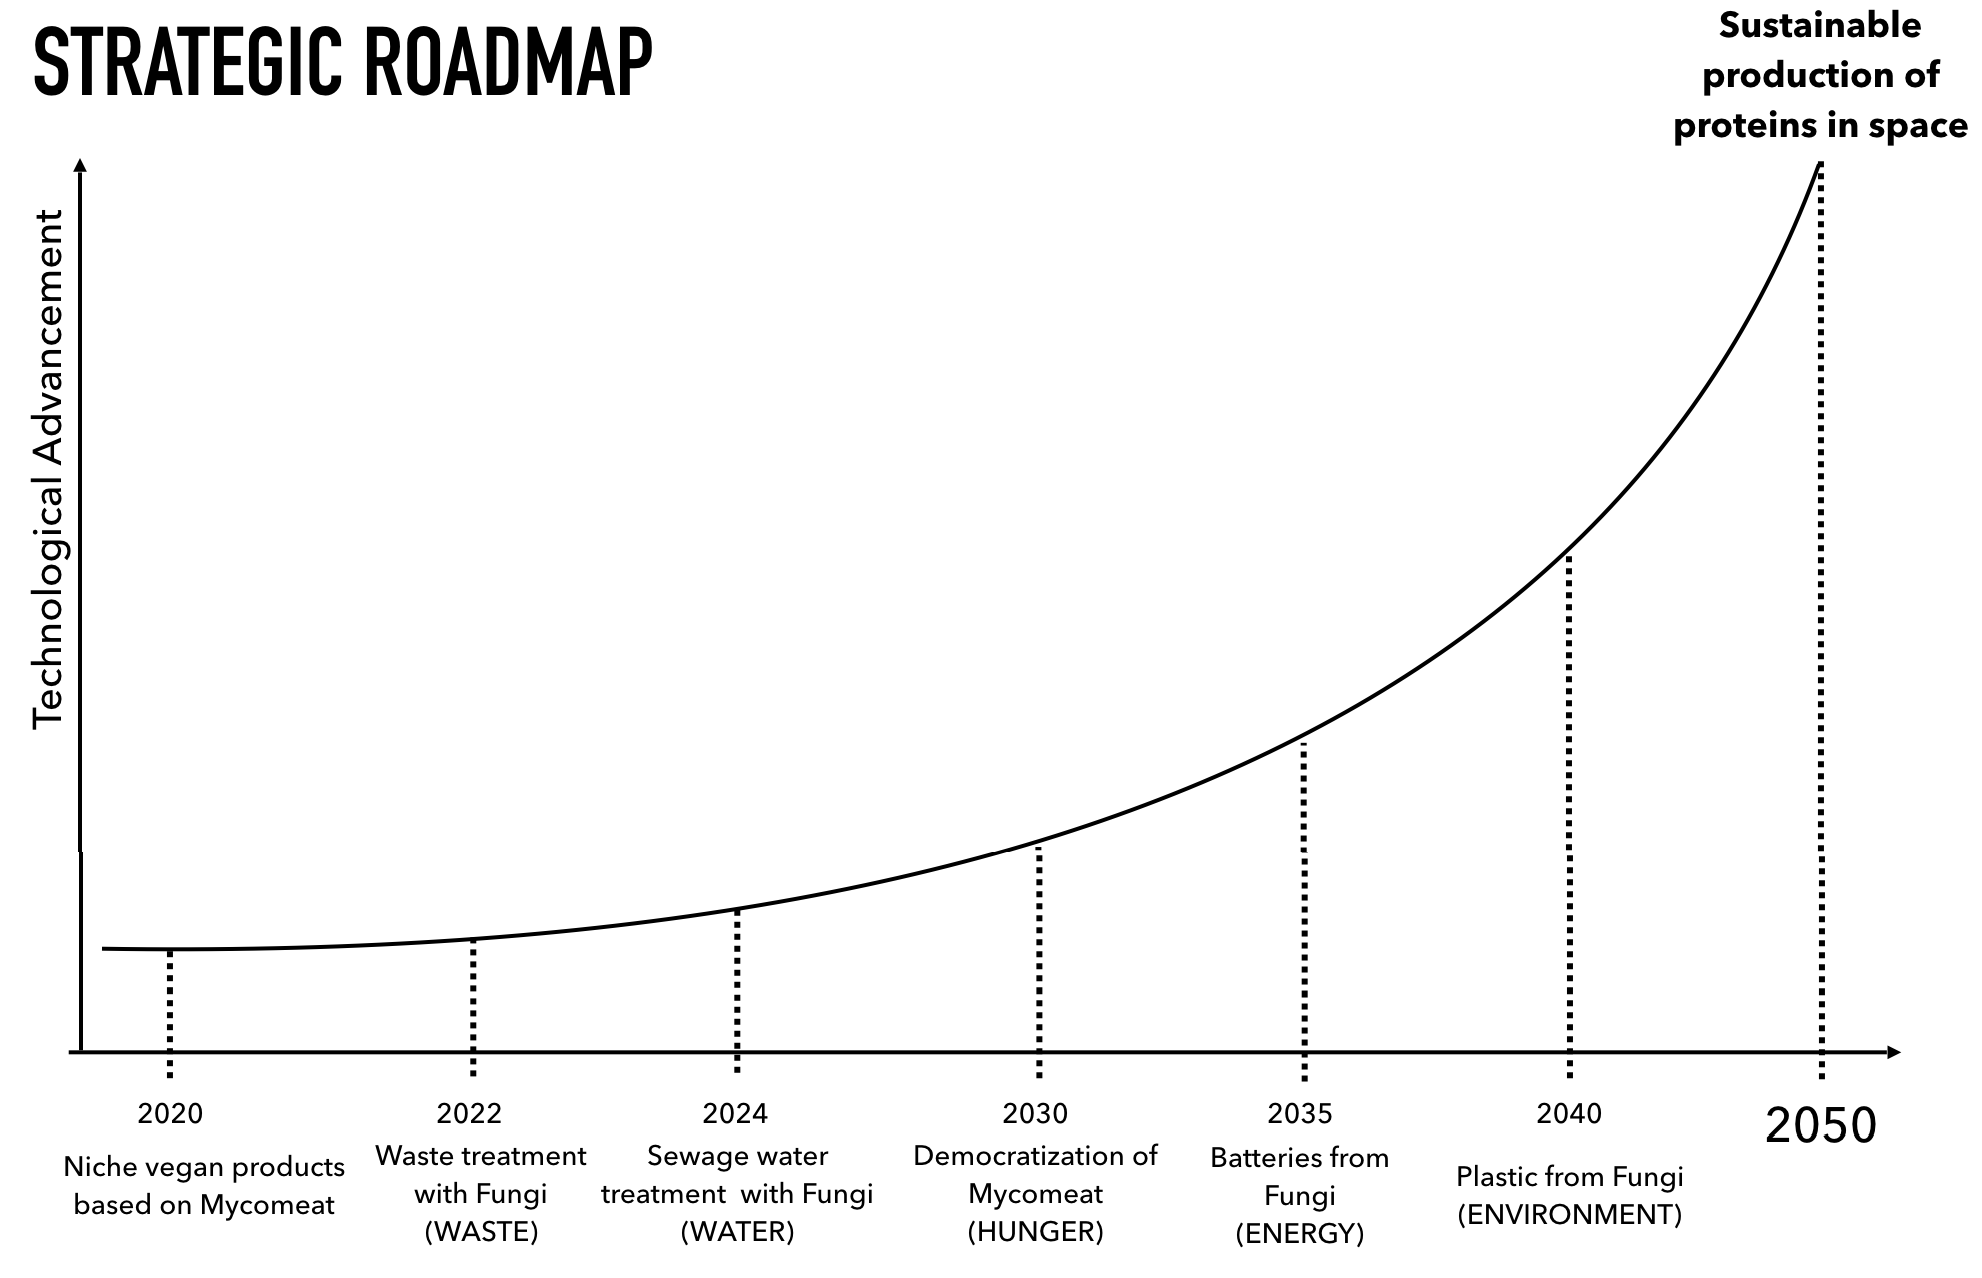 STRATEGIC ROADMAP
Sustainable
production of
proteins in space
Technological Advancement
2020
Niche vegan products
based on Mycomeat
2022
Waste treatment
with Fungi
(WASTE)
2024
Sewage water
treatment  with Fungi
(WATER)
2030
Democratization of
Mycomeat
(HUNGER)
2035
Batteries from
Fungi
(ENERGY)
2040
Plastic from Fungi
(ENVIRONMENT)
2050